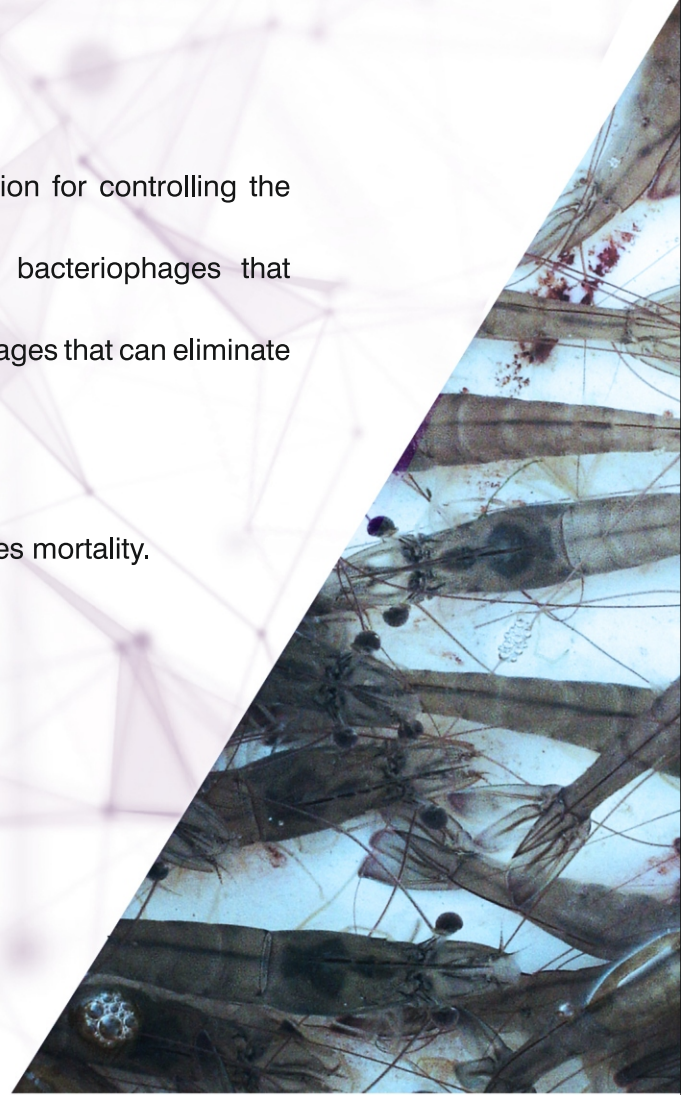 ion for controlling the
bacteriophages that
ages that can eliminate
es mortality.